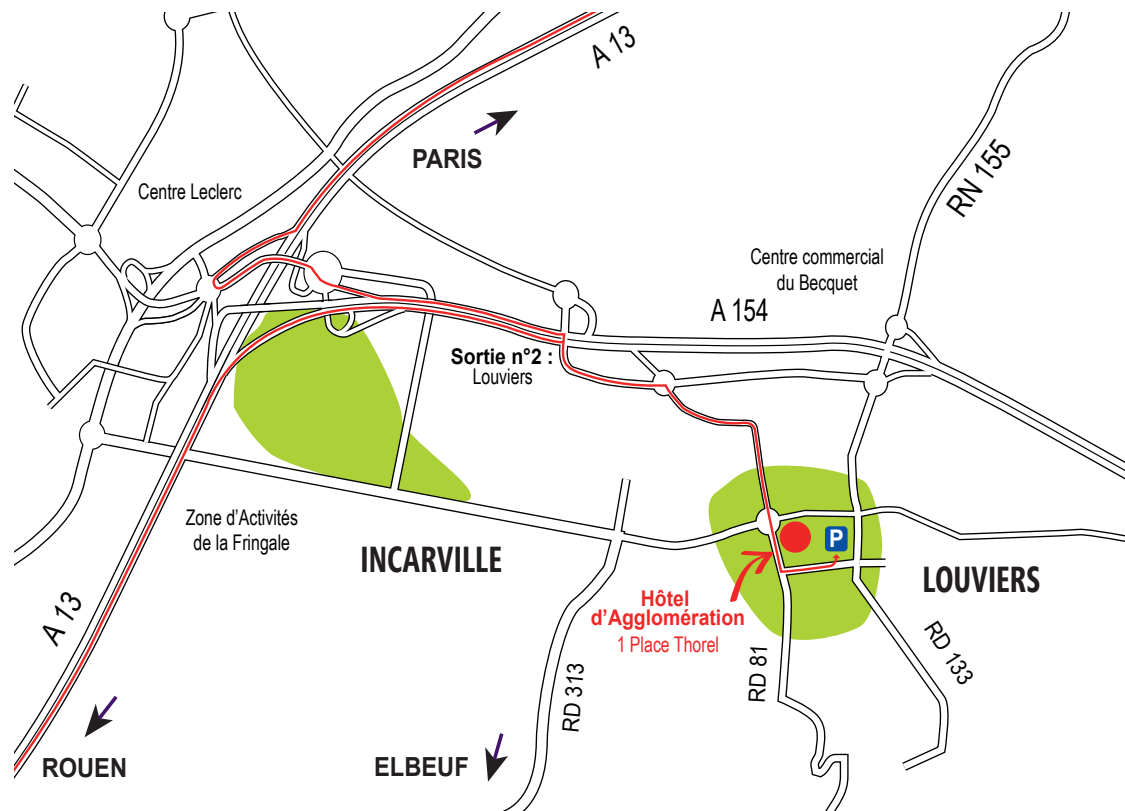 A 13
PARIS
Centre Leclerc
RN 155
Centre commercial
du Becquet
A 154
Sortie n°2 :
Louviers
Zone d'Activités
de la Fringale
INCARVILLE
P
LOUVIERS
Hôtel
d'Agglomération
1 Place Thorel
A 13
RD 313
RD 81
RD 133
ROUEN
ELBEUF